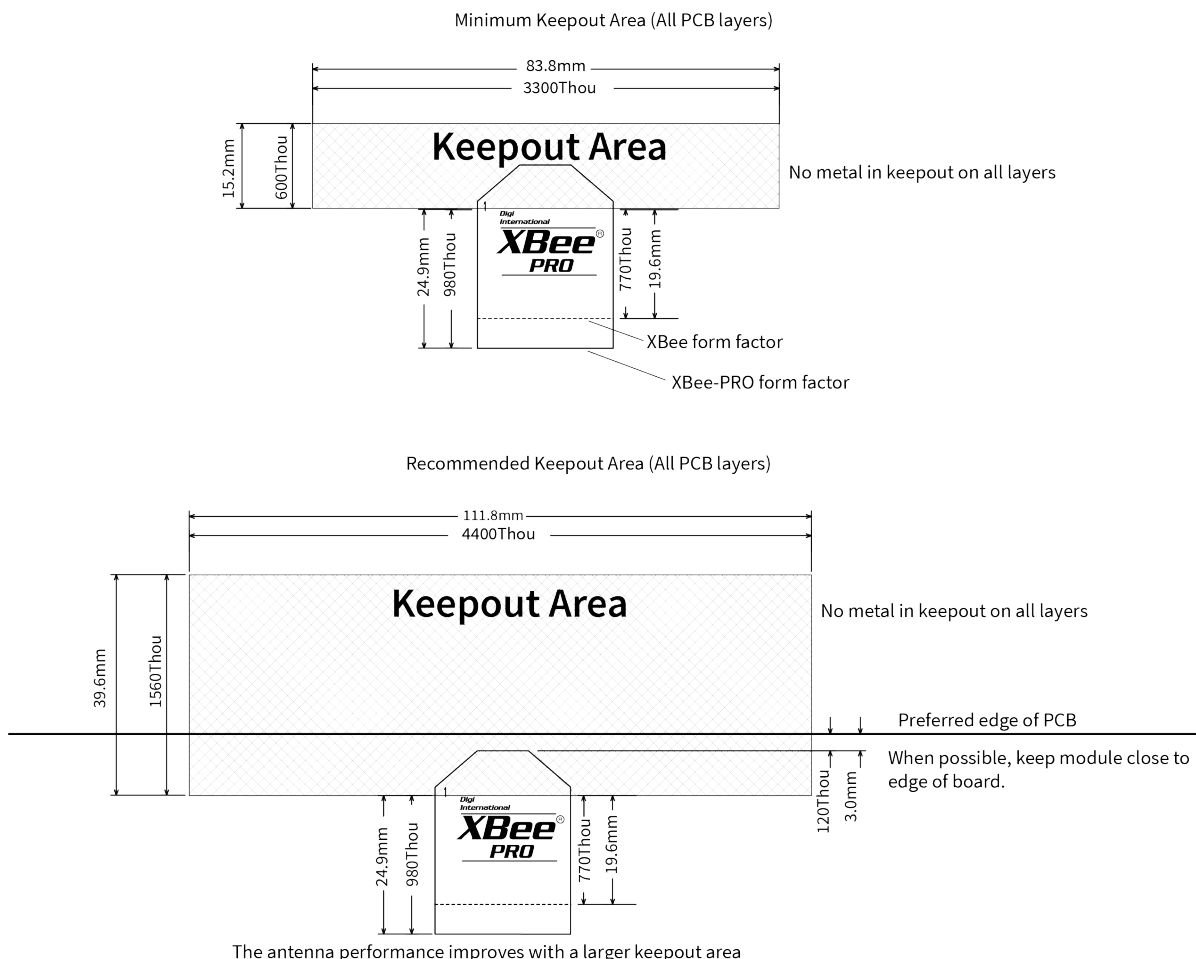 Minimum Keepout Area (All PCB layers)
83.8mm
3300Thou
Keepout Area
15.2mm
600Thou
No metal in keepout on all layers
1
Digi
International
XBee®
PRO
24.9mm
980Thou
770Thou
19.6mm
XBee form factor
XBee-PRO form factor
Recommended Keepout Area (All PCB layers)
111.8mm
4400Thou
Keepout Area
No metal in keepout on all layers
39.6mm
1560Thou
Preferred edge of PCB
When possible, keep module close to
edge of board.
120Thou
3.0mm
1
Digi
International
XBee®
PRO
24.9mm
980Thou
770Thou
19.6mm
The antenna performance improves with a larger keepout area